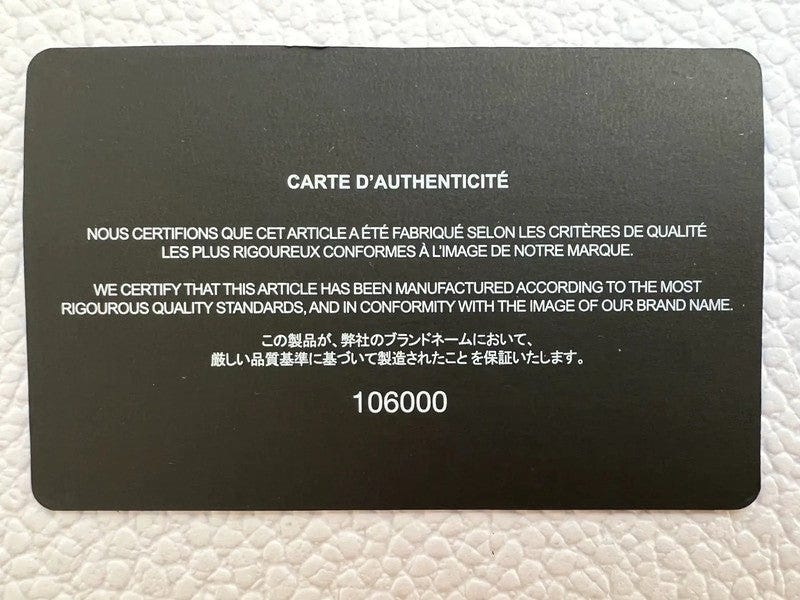 CARTE D'AUTHENTICITÉ
NOUS CERTIFIONS QUE CET ARTICLE A ÉTÉ FABRIQUÉ SELON LES CRITÈRES DE QUALITÉ
LES PLUS RIGOUREUX CONFORMES À L'IMAGE DE NOTRE MARQUE.
WE CERTIFY THAT THIS ARTICLE HAS BEEN MANUFACTURED ACCORDING TO THE MOST
RIGOUROUS QUALITY STANDARDS, AND IN CONFORMITY WITH THE IMAGE OF OUR BRAND NAME.
この製品が、弊社のブランドネームにおいて、
厳しい品質基準に基づいて製造されたことを保証いたします。
106000